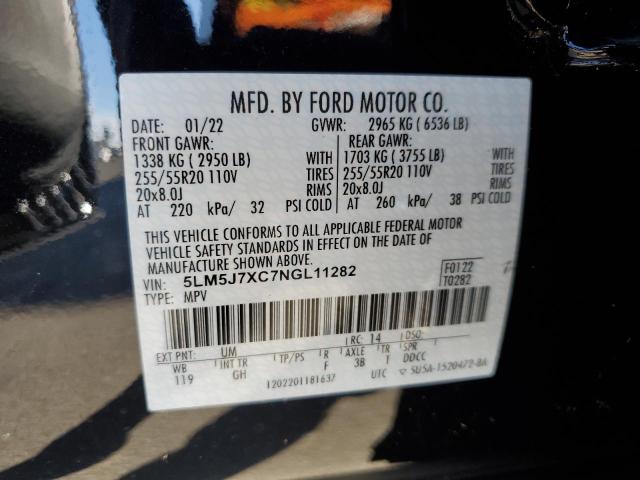 MFD. BY FORD MOTOR CO.
DATE: 01/22 GVWR: 2965 KG ( 6536 LB)
FRONT GAWR: REAR GAWR:
1338 KG ( 2950 LB) WITH 1703 KG ( 3755 LB) WITH
255/55R20 110V TIRES 255/55R20 110V TIRES
20x8.0J RIMS 20x8.0J RIMS
AT 220 kPa/ 32 PSI COLD AT 260 kPa/ 38 PSI COLD
THIS VEHICLE CONFORMS TO ALL APPLICABLE FEDERAL MOTOR
VEHICLE SAFETY STANDARDS IN EFFECT ON THE DATE OF
MANUFACTURE SHOWN ABOVE.
VIN: 5LM5J7XC7NGL11282 F0122
TYPE: MPV T0282
EXT PNT: UM RC: 14 DSO:
WB INT TR TP/PS R AXLE TR SPR
119 GH F 3B T DDCC
120220118163 7 UTC ▽ 5U5A-1520472-BA